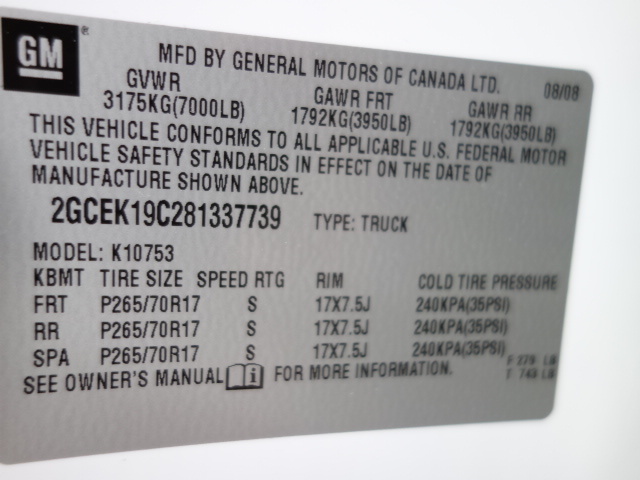 GM ®
MFD BY GENERAL MOTORS OF CANADA LTD. 08/08
GVWR GAWR FRT GAWR RR
3175KG(7000LB) 1792KG(3950LB) 1792KG(3950LB)
THIS VEHICLE CONFORMS TO ALL APPLICABLE U.S. FEDERAL MOTOR
VEHICLE SAFETY STANDARDS IN EFFECT ON THE DATE OF
MANUFACTURE SHOWN ABOVE.
2GCEK19C281337739 TYPE: TRUCK
MODEL: K10753
KBMT TIRE SIZE SPEED RTG RIM COLD TIRE PRESSURE
FRT P265/70R17 S 17X7.5J 240KPA(35PSI)
RR P265/70R17 S 17X7.5J 240KPA(35PSI)
SPA P265/70R17 S 17X7.5J 240KPA(35PSI)
F 279 LB
SEE OWNER'S MANUAL i FOR MORE INFORMATION. T 749 LB